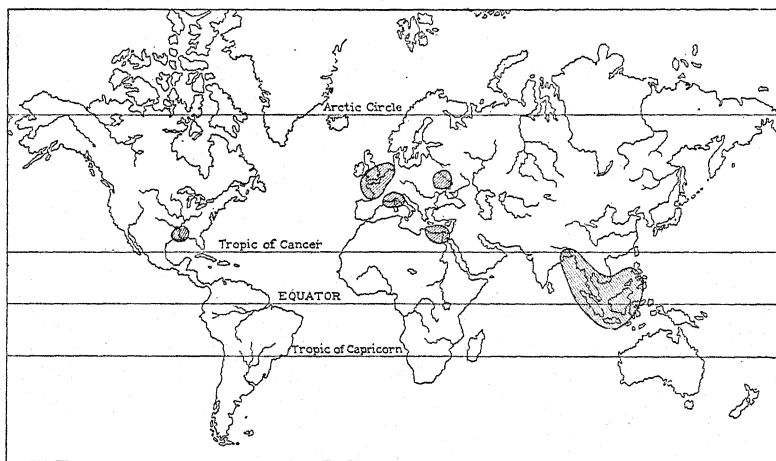 Arctic Circle
Tropic of Cancer
EQUATOR
Tropic of Capricorn